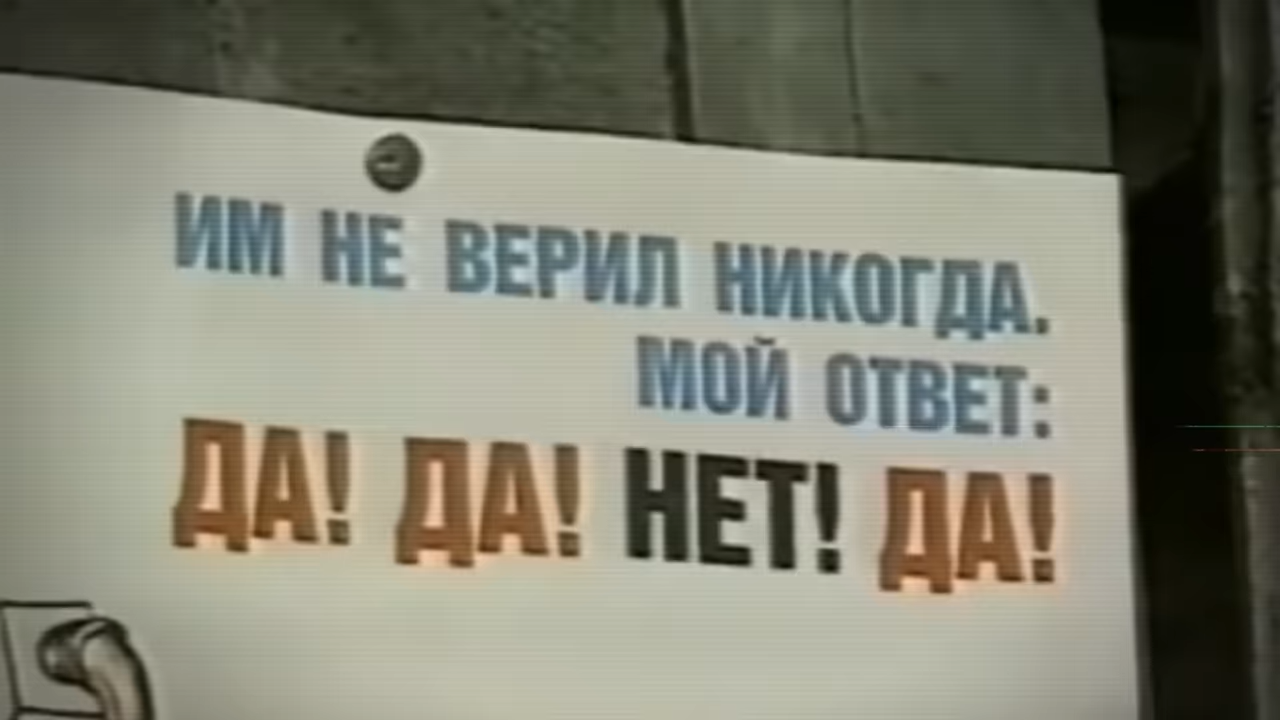 ИМ НЕ ВЕРИЛ НИКОГДА.
МОЙ ОТВЕТ:
ДА! ДА! НЕТ! ДА!